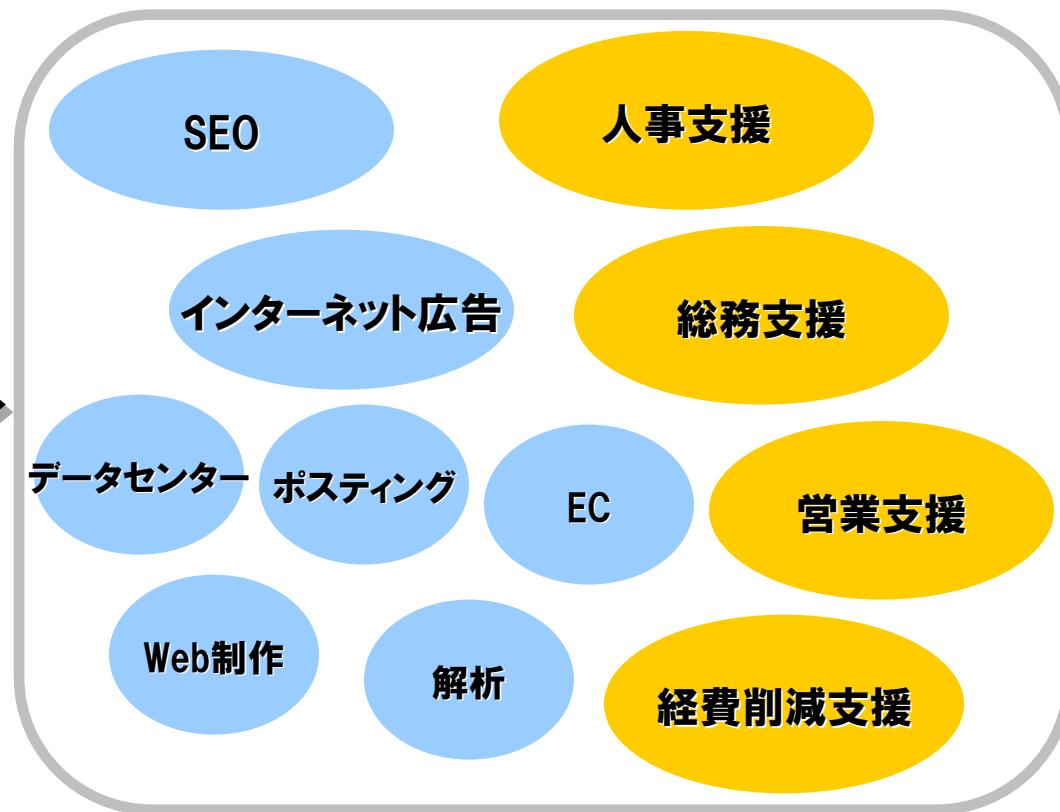 SEO
人事支援
インターネット広告
総務支援
データセンター
ポスティング
EC
営業支援
Web制作
解析
経費削減支援